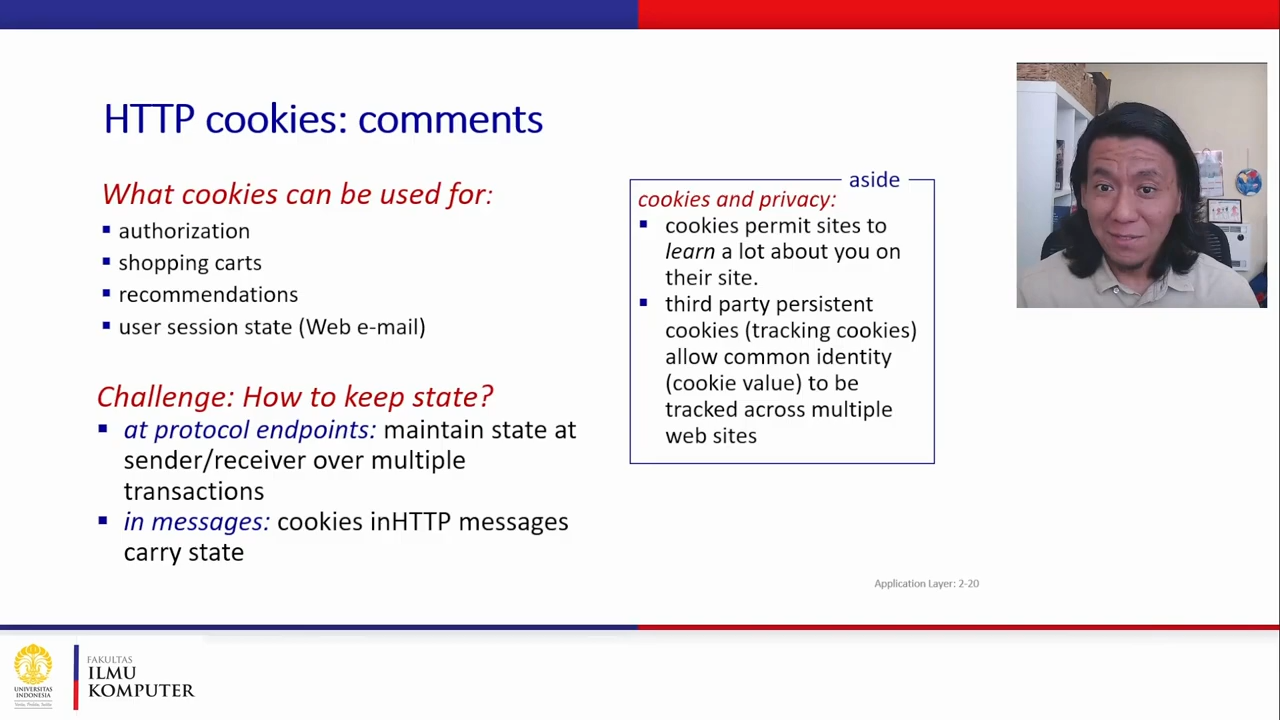 HTTP cookies: comments
What cookies can be used for:
▪ authorization
▪ shopping carts
▪ recommendations
▪ user session state (Web e-mail)
Challenge: How to keep state?
▪ at protocol endpoints: maintain state at
sender/receiver over multiple
transactions
▪ in messages: cookies inHTTP messages
carry state
aside
cookies and privacy:
▪ cookies permit sites to
learn a lot about you on
their site.
▪ third party persistent
cookies (tracking cookies)
allow common identity
(cookie value) to be
tracked across multiple
web sites
Application Layer: 2-20
UNIVERSITAS
INDONESIA
FAKULTAS
ILMU
KOMPUTER